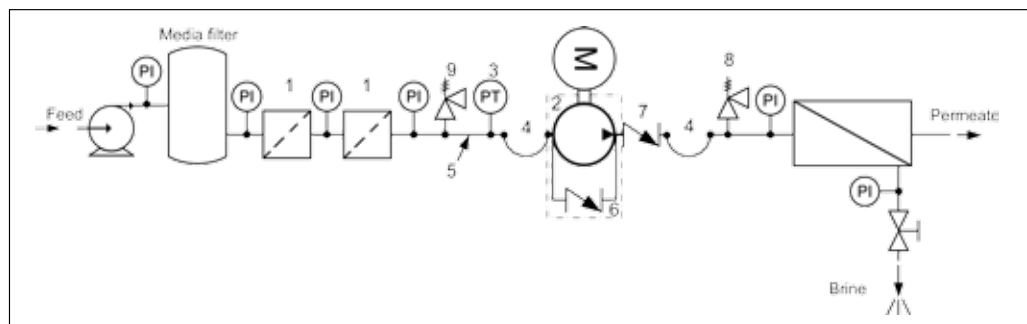 Media filter
Feed
PI
PI
1
PI
1
PI
9
3
PT
4
5
M
2
6
7
4
8
PI
Permeate
PI
Brine